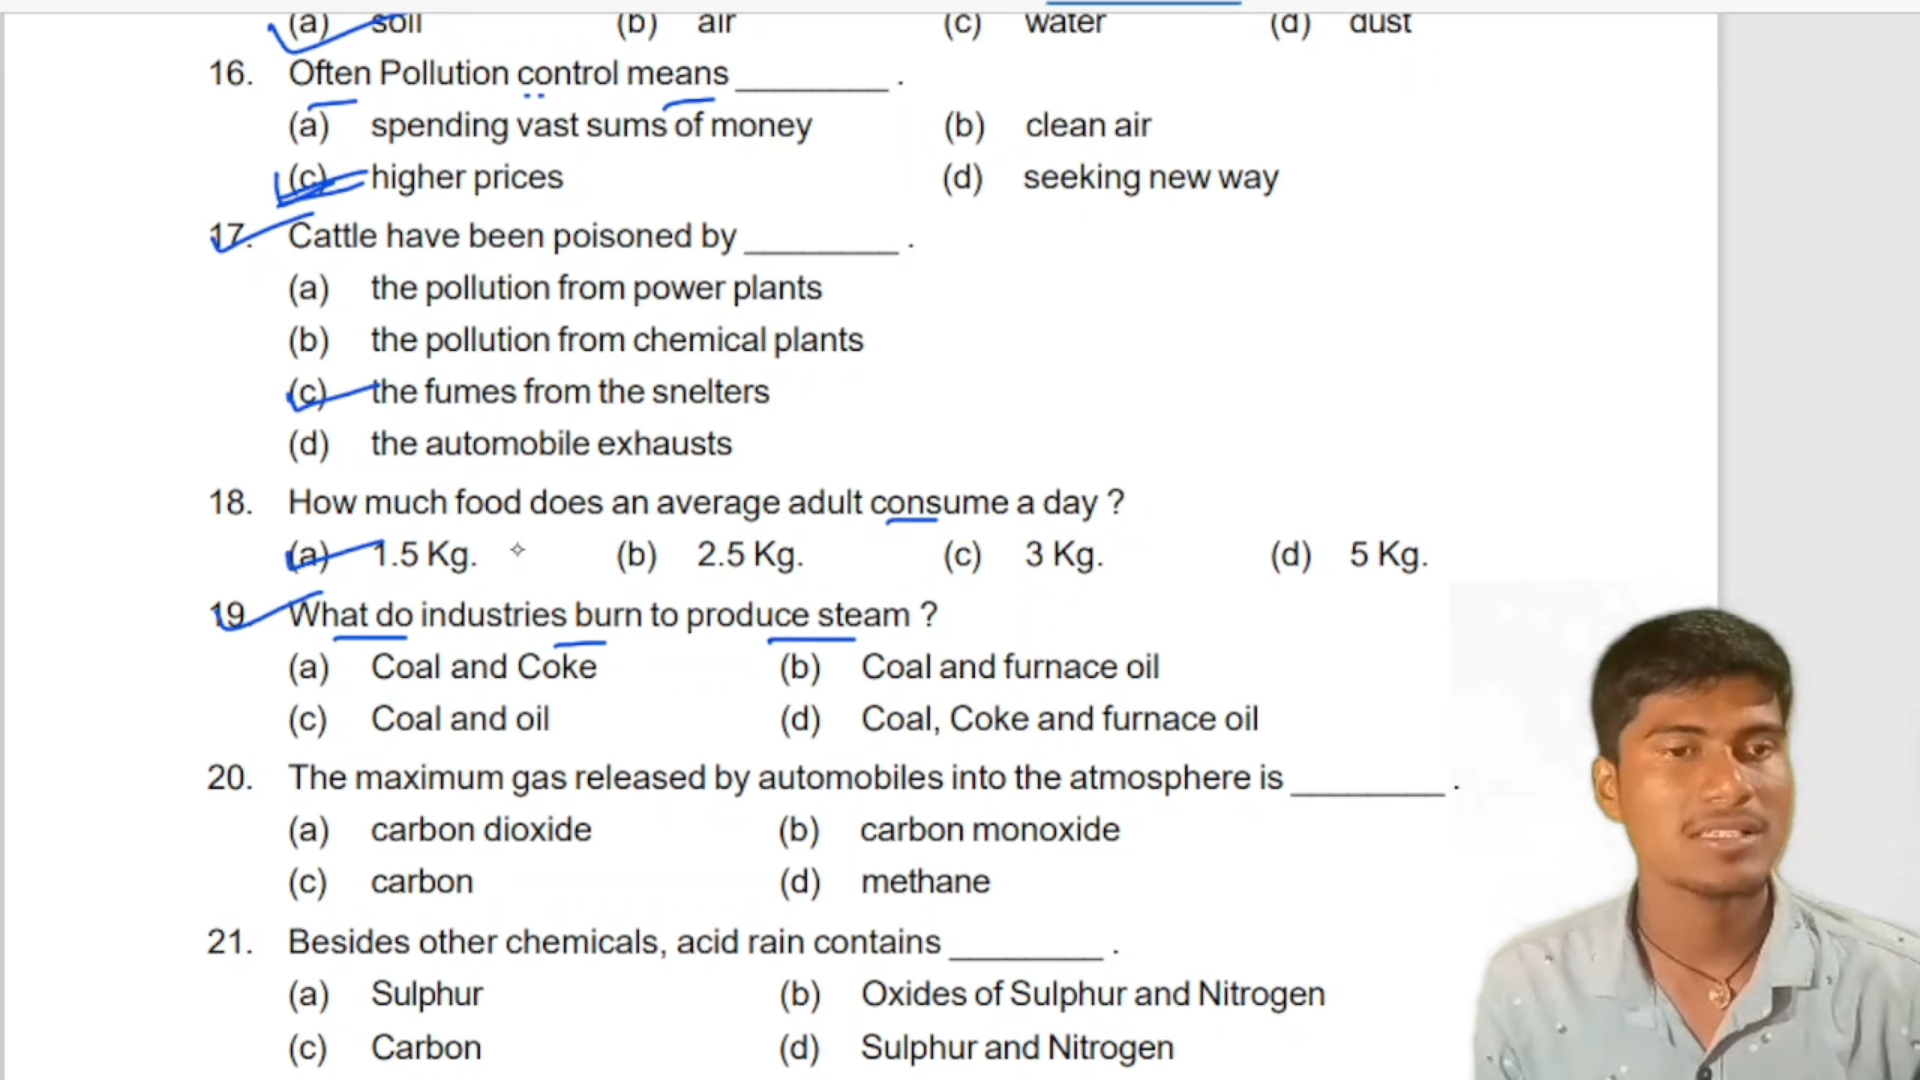 (a) soil (b) air (c) water (d) dust
16. Often Pollution control means ________ .
(a) spending vast sums of money (b) clean air
(c) higher prices (d) seeking new way
17. Cattle have been poisoned by ________ .
(a) the pollution from power plants
(b) the pollution from chemical plants
(c) the fumes from the snelters
(d) the automobile exhausts
18. How much food does an average adult consume a day ?
(a) 1.5 Kg. (b) 2.5 Kg. (c) 3 Kg. (d) 5 Kg.
19. What do industries burn to produce steam ?
(a) Coal and Coke (b) Coal and furnace oil
(c) Coal and oil (d) Coal, Coke and furnace oil
20. The maximum gas released by automobiles into the atmosphere is ________ .
(a) carbon dioxide (b) carbon monoxide
(c) carbon (d) methane
21. Besides other chemicals, acid rain contains ________ .
(a) Sulphur (b) Oxides of Sulphur and Nitrogen
(c) Carbon (d) Sulphur and Nitrogen